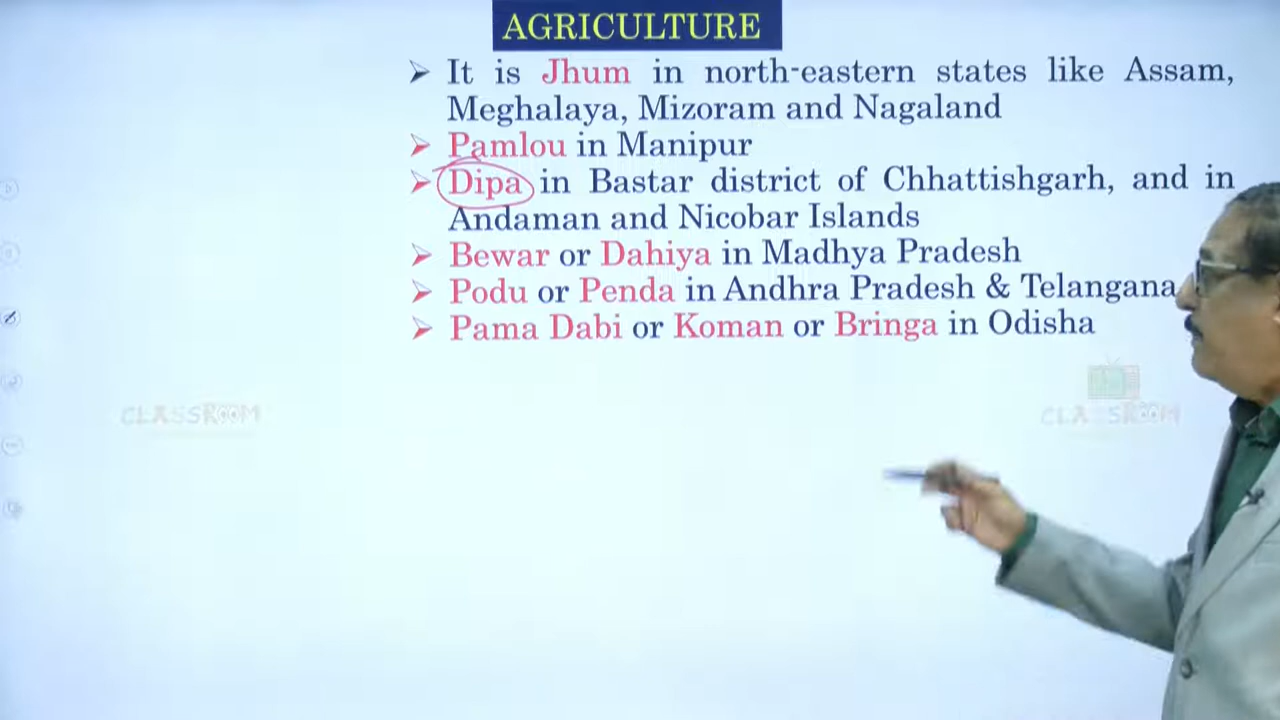 AGRICULTURE
➢ It is Jhum in north-eastern states like Assam,
Meghalaya, Mizoram and Nagaland
➢ Pamlou in Manipur
➢ Dipa in Bastar district of Chhattishgarh, and in
Andaman and Nicobar Islands
➢ Bewar or Dahiya in Madhya Pradesh
➢ Podu or Penda in Andhra Pradesh & Telangana
➢ Pama Dabi or Koman or Bringa in Odisha
CLASSROOM CLASSROOM